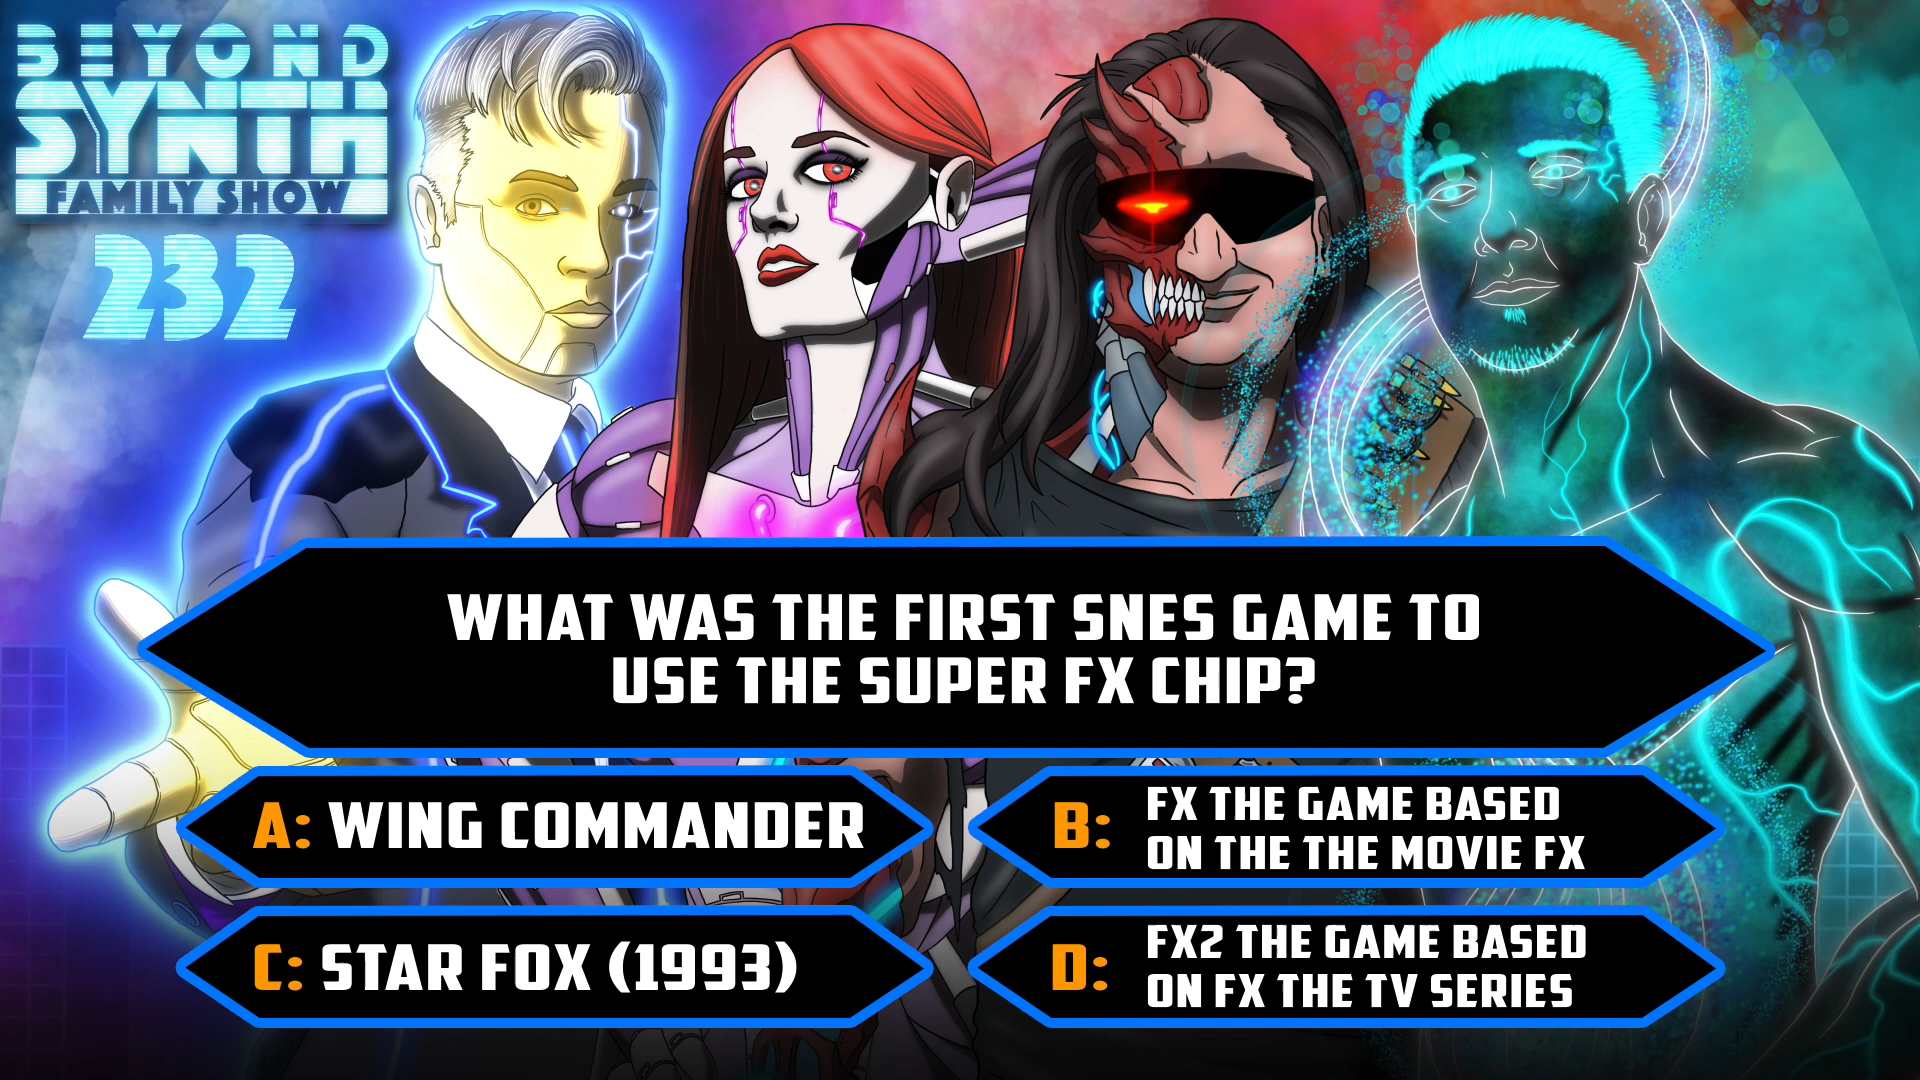 BEYOND
SYNTH
FAMILY SHOW
232
WHAT WAS THE FIRST SNES GAME TO
USE THE SUPER FX CHIP?
A: WING COMMANDER
B: FX THE GAME BASED
ON THE THE MOVIE FX
C: STAR FOX (1993)
D: FX2 THE GAME BASED
ON FX THE TV SERIES